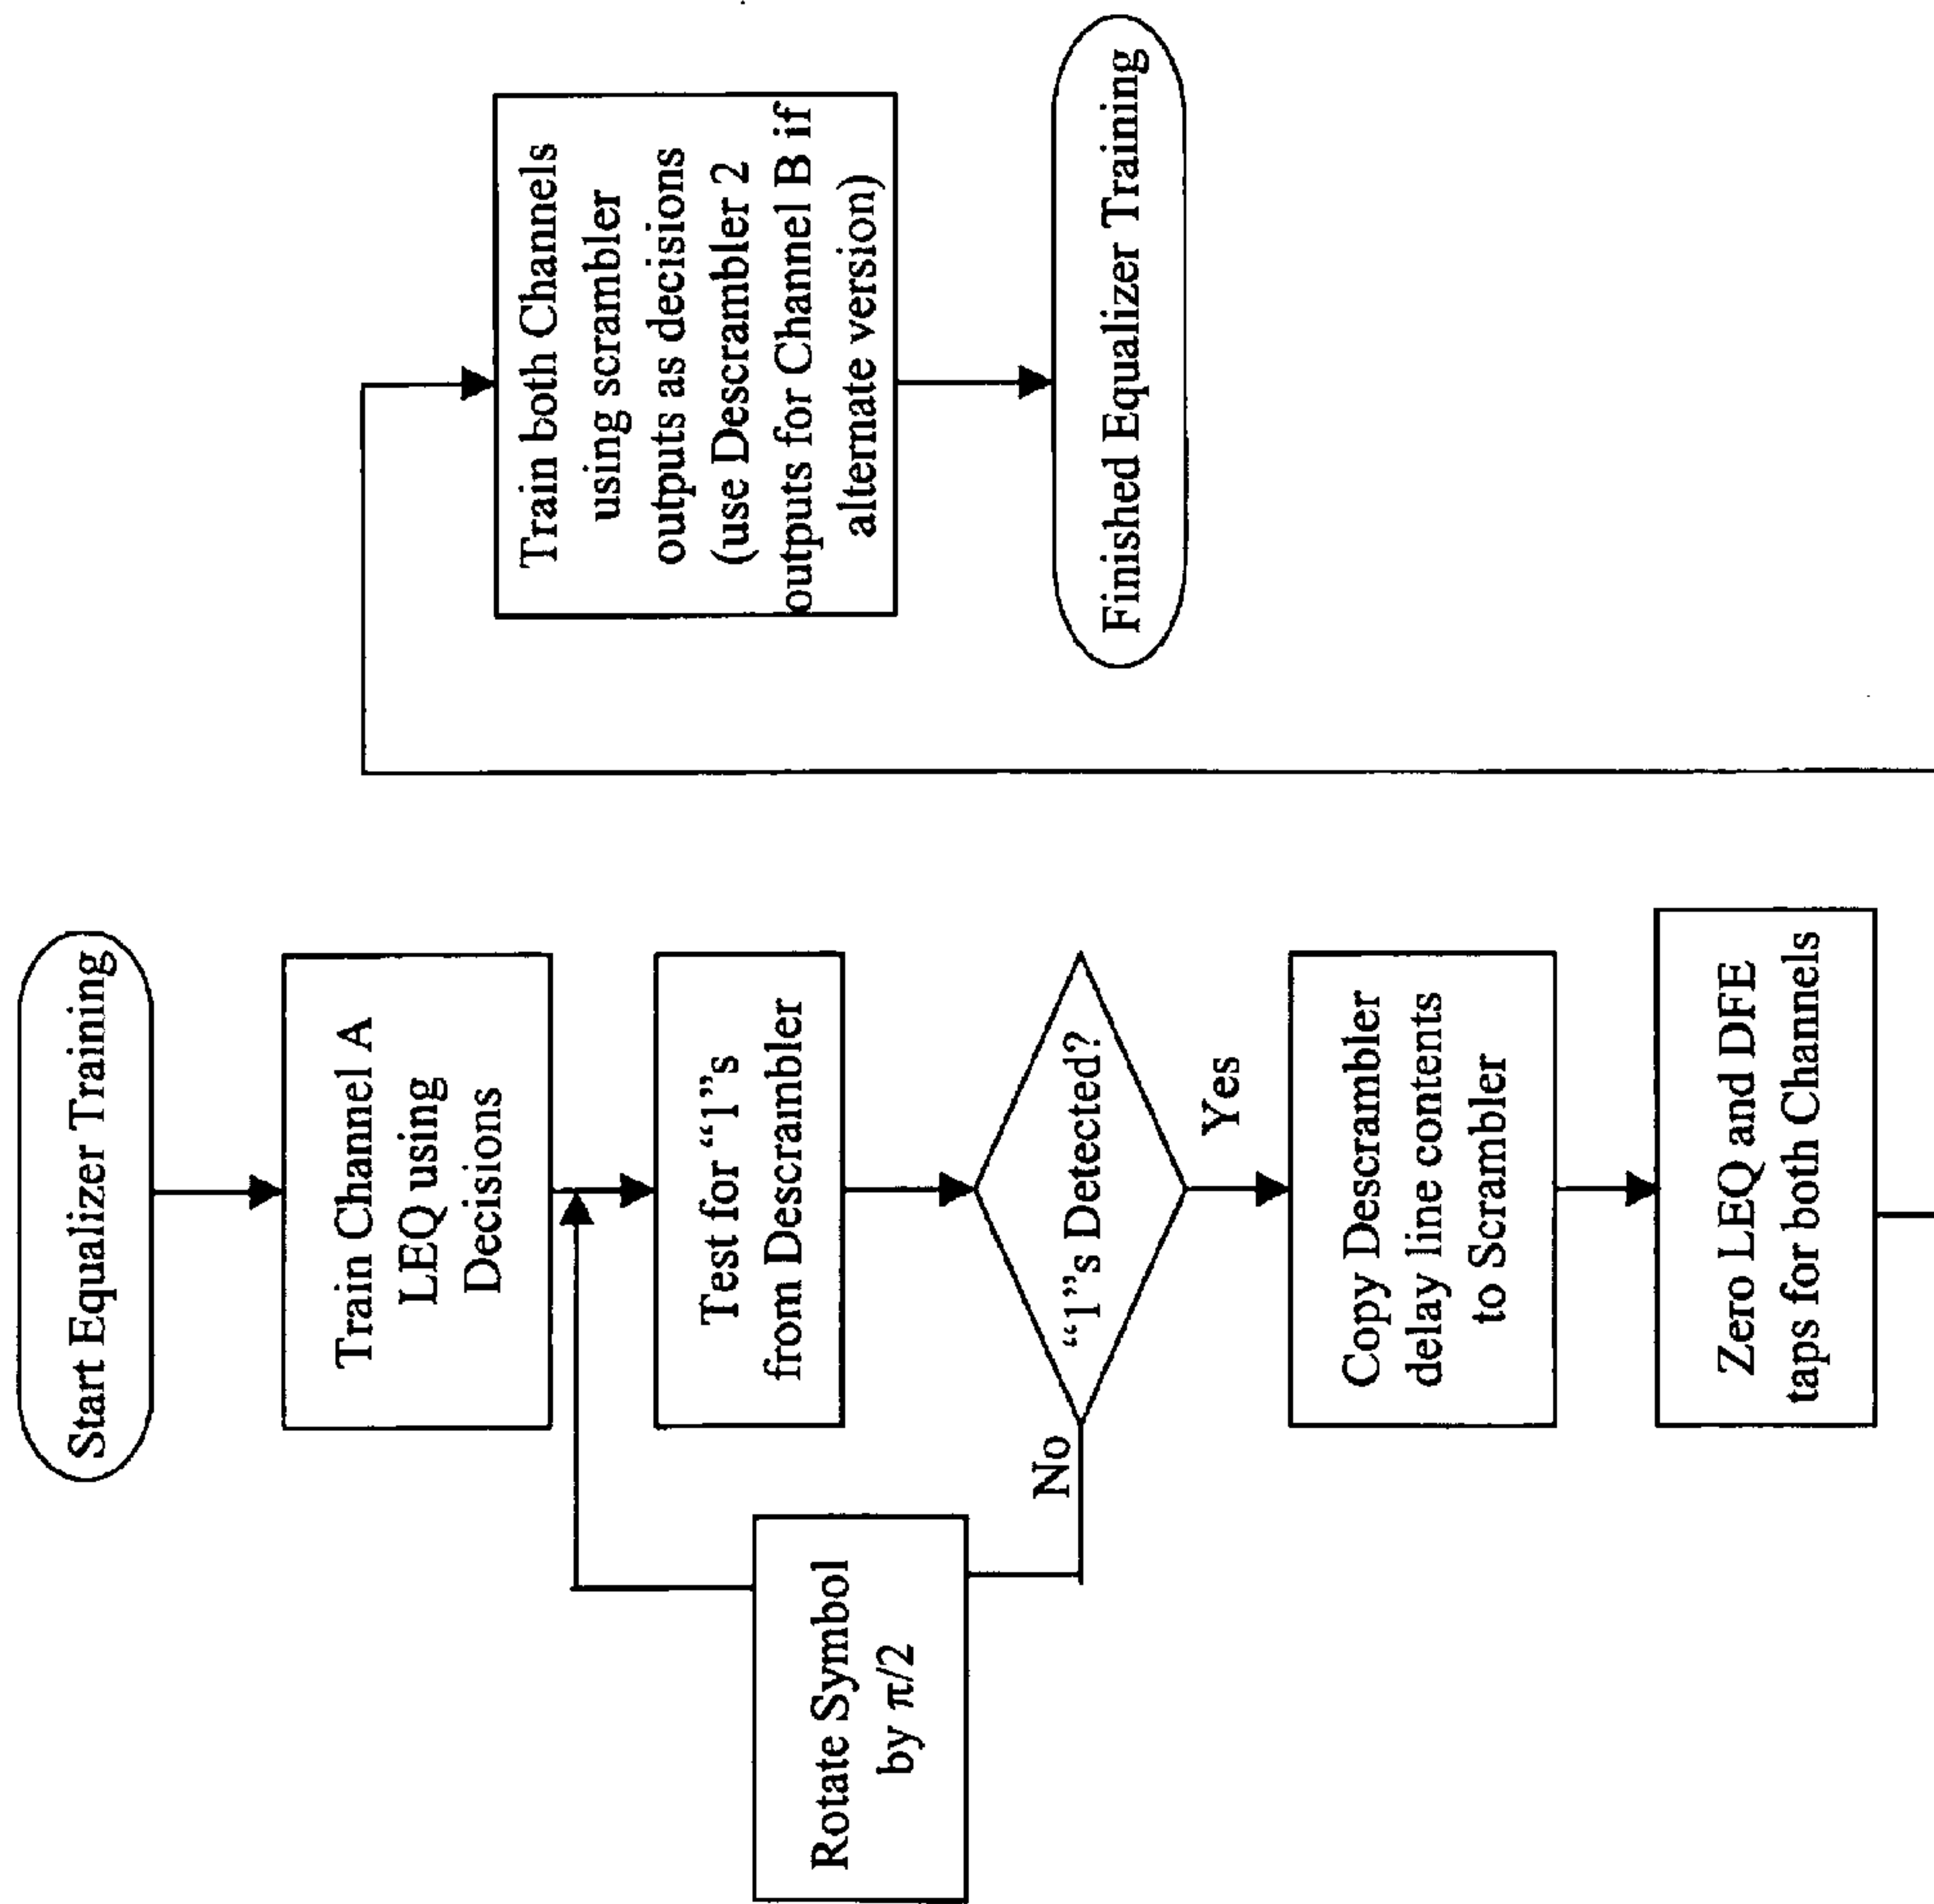 Start Equalizer Training
Train Channel A
LEQ using
Decisions
Test for “1”s
from Descrambler
“1”s Detected?
No
Rotate Symbol
by π/2
Yes
Copy Descrambler
delay line contents
to Scrambler
Zero LEQ and DFE
taps for both Channels
Train both Channels
using scrambler
outputs as decisions
(use Descrambler 2
outputs for Channel B if
alternate version)
Finished Equalizer Training